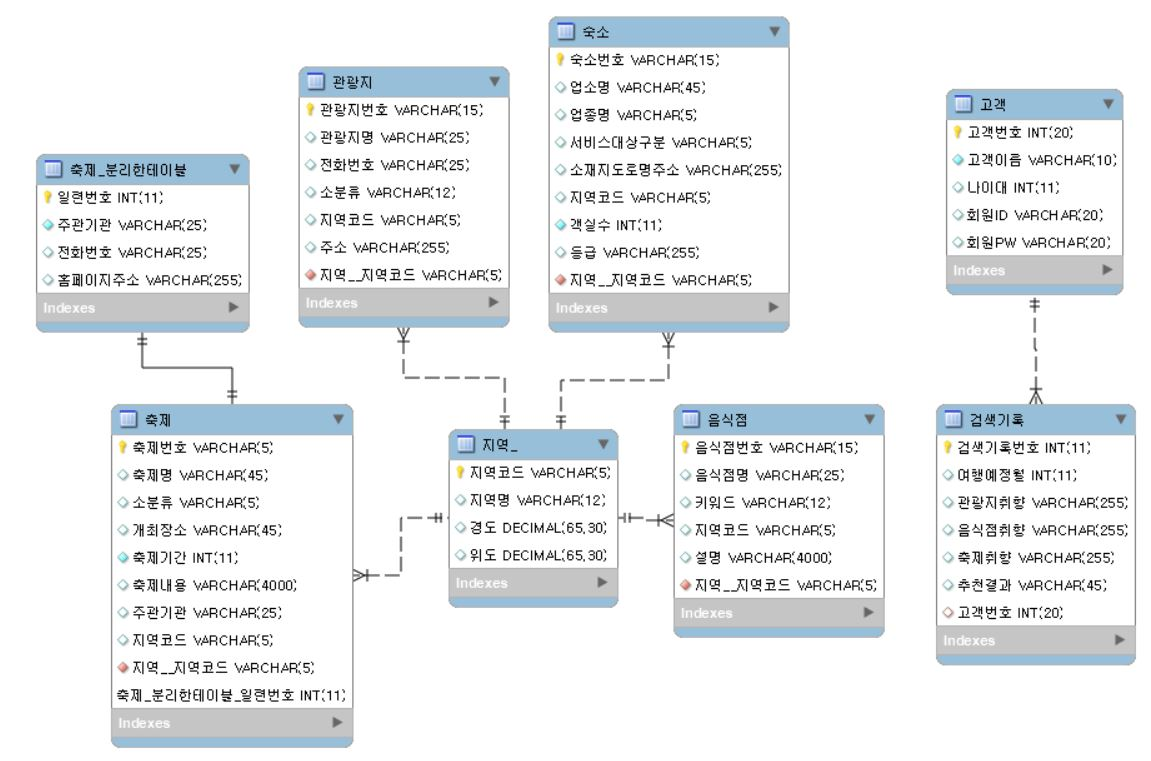 축제_분리한테이블
일련번호 INT(11)
주관기관 VARCHAR(25)
전화번호 VARCHAR(25)
홈페이지주소 VARCHAR(255)
Indexes
관광지
관광지번호 VARCHAR(15)
관광지명 VARCHAR(25)
전화번호 VARCHAR(25)
소분류 VARCHAR(12)
지역코드 VARCHAR(5)
주소 VARCHAR(255)
지역__지역코드 VARCHAR(5)
Indexes
숙소
숙소번호 VARCHAR(15)
업소명 VARCHAR(45)
업종명 VARCHAR(5)
서비스대상구분 VARCHAR(5)
소재지도로명주소 VARCHAR(255)
지역코드 VARCHAR(5)
객실수 INT(11)
등급 VARCHAR(255)
지역__지역코드 VARCHAR(5)
Indexes
고객
고객번호 INT(20)
고객이름 VARCHAR(10)
나이대 INT(11)
회원ID VARCHAR(20)
회원PW VARCHAR(20)
Indexes
축제
축제번호 VARCHAR(5)
축제명 VARCHAR(45)
소분류 VARCHAR(5)
개최장소 VARCHAR(45)
축제기간 INT(11)
축제내용 VARCHAR(4000)
주관기관 VARCHAR(25)
지역코드 VARCHAR(5)
지역__지역코드 VARCHAR(5)
축제_분리한테이블_일련번호 INT(11)
Indexes
지역_
지역코드 VARCHAR(5)
지역명 VARCHAR(12)
경도 DECIMAL(65,30)
위도 DECIMAL(65,30)
Indexes
음식점
음식점번호 VARCHAR(15)
음식점명 VARCHAR(25)
키워드 VARCHAR(12)
지역코드 VARCHAR(5)
설명 VARCHAR(4000)
지역__지역코드 VARCHAR(5)
Indexes
검색기록
검색기록번호 INT(11)
여행예정월 INT(11)
관광지취향 VARCHAR(255)
음식점취향 VARCHAR(255)
축제취향 VARCHAR(255)
추천결과 VARCHAR(45)
고객번호 INT(20)
Indexes